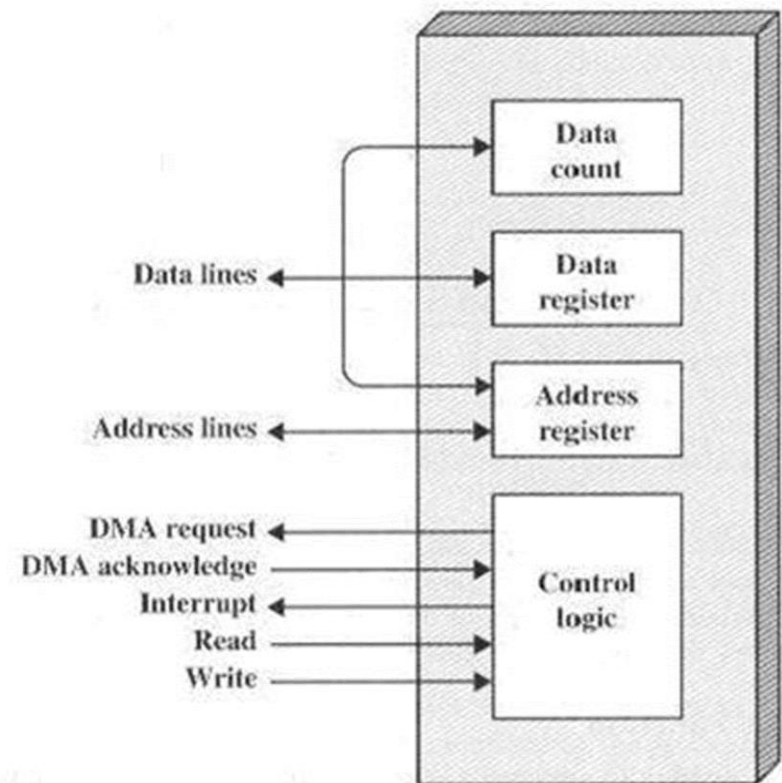 Data
count
Data lines
Data
register
Address
register
Address lines
DMA request
DMA acknowledge
Interrupt
Read
Write
Control
logic